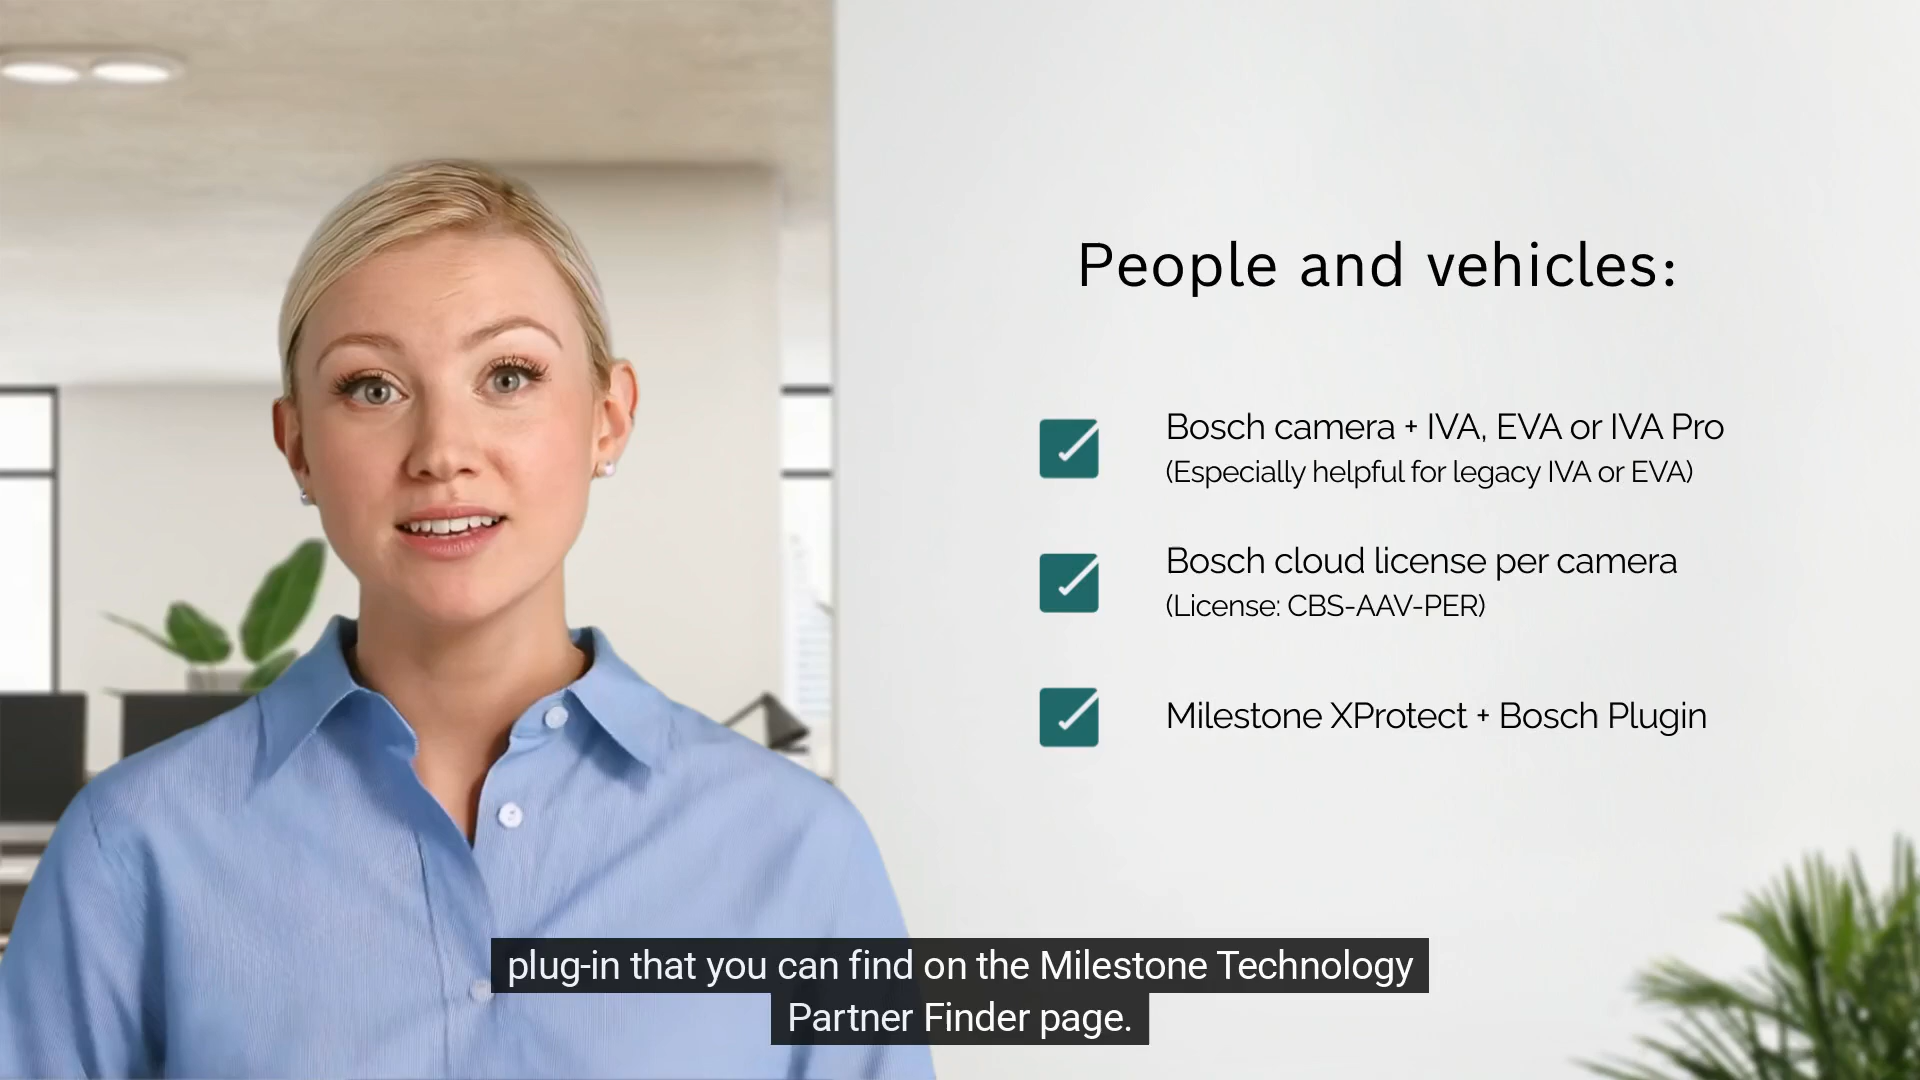 People and vehicles:
Bosch camera + IVA, EVA or IVA Pro
(Especially helpful for legacy IVA or EVA)
Bosch cloud license per camera
(License: CBS-AAV-PER)
Milestone XProtect + Bosch Plugin
plug-in that you can find on the Milestone Technology
Partner Finder page.